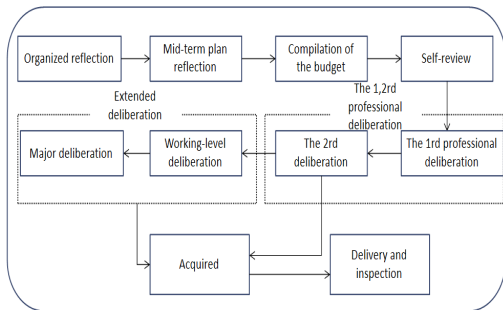 Organized reflection
Mid-term plan
reflection
Compilation of
the budget
Self-review
Extended
deliberation
The 1,2rd
professional
deliberation
Major deliberation
Working-level
deliberation
The 2rd
deliberation
The 1rd professional
deliberation
Acquired
Delivery and
inspection